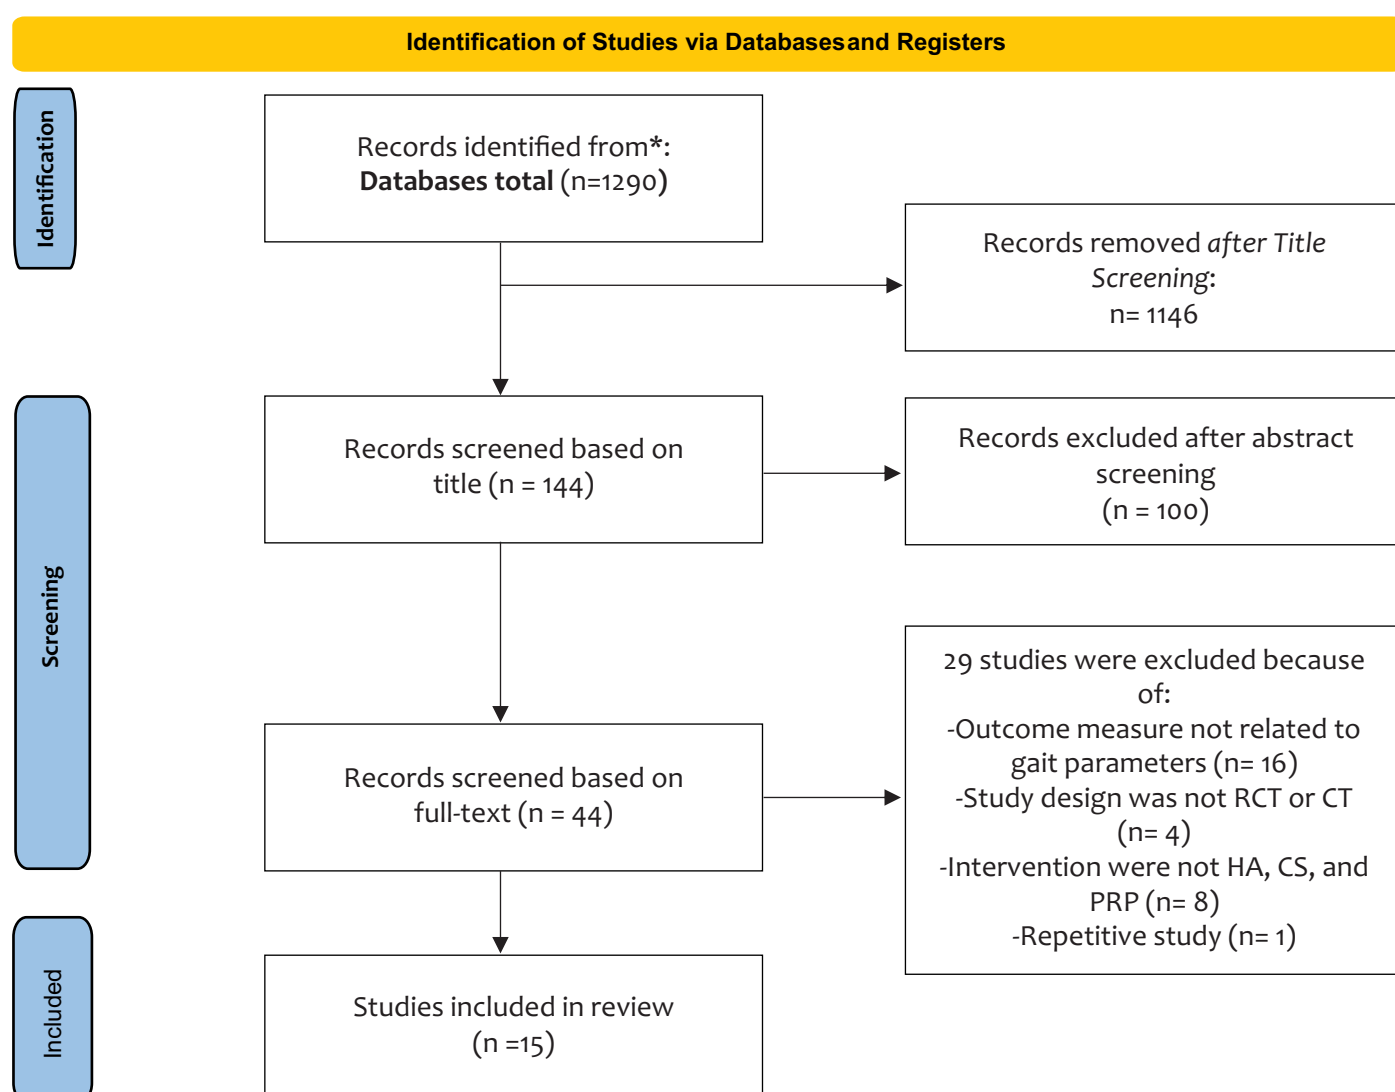 Identification of Studies via Databases and Registers
Identification
Records identified from*:
Databases total (n=1290)
Records removed after Title
Screening:
n= 1146
Screening
Records screened based on
title (n = 144)
Records excluded after abstract
screening
(n = 100)
Records screened based on
full-text (n = 44)
29 studies were excluded because
of:
-Outcome measure not related to
gait parameters (n= 16)
-Study design was not RCT or CT
(n= 4)
-Intervention were not HA, CS, and
PRP (n= 8)
-Repetitive study (n= 1)
Included
Studies included in review
(n =15)